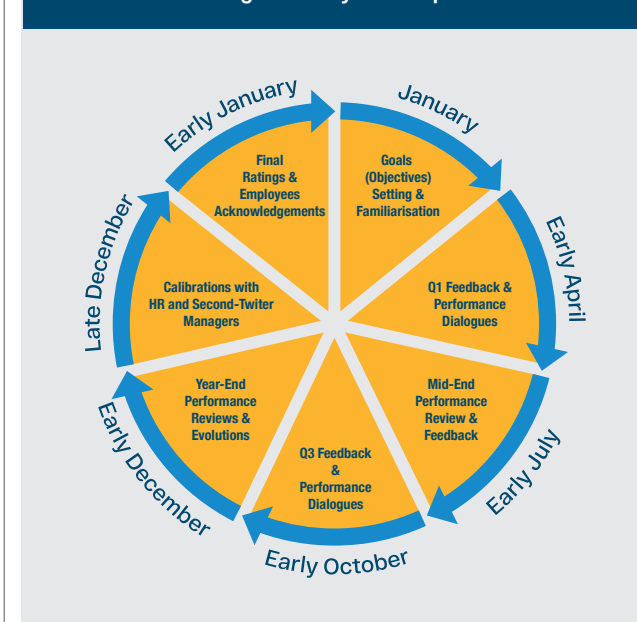 January
Goals
(Objectives)
Setting &
Familiarisation
Early April
Q1 Feedback &
Performance
Dialogues
Early July
Mid-End
Performance
Review &
Feedback
Early October
Q3 Feedback
&
Performance
Dialogues
Early December
Year-End
Performance
Reviews &
Evolutions
Late December
Calibrations with
HR and Second-Twiter
Managers
Early January
Final
Ratings &
Employees
Acknowledgements